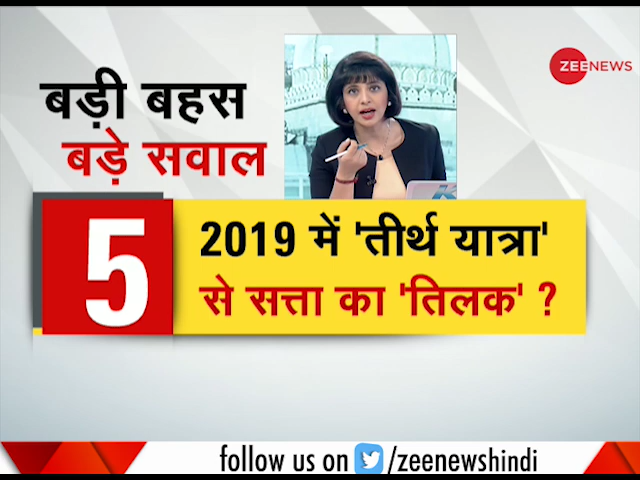 बड़ी बहस
बड़े सवाल
ZEENEWS
5
2019 में 'तीर्थ यात्रा'
से सत्ता का 'तिलक' ?
follow us on /zeenewshindi